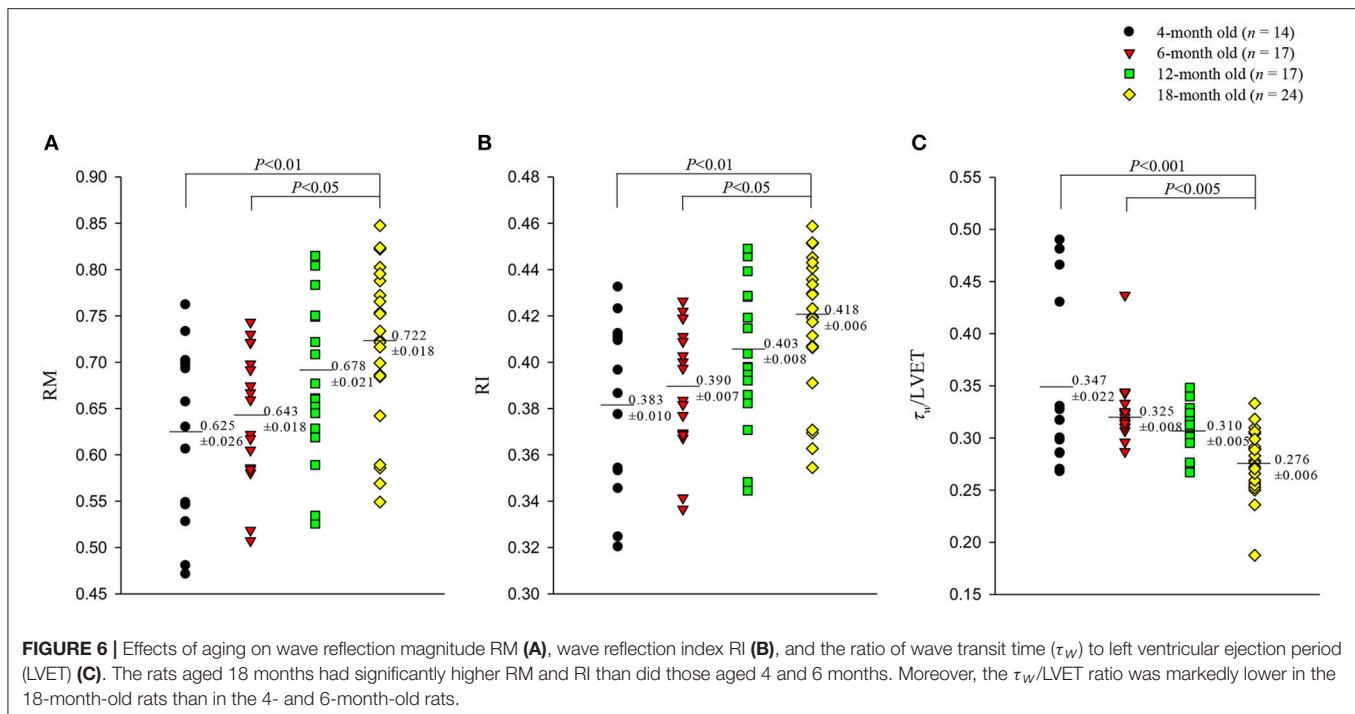 4-month old (n = 14)
6-month old (n = 17)
12-month old (n = 17)
18-month old (n = 24)
A
P<0.01
P<0.05
0.90
0.85
0.80
0.75
0.70
0.65
0.60
0.55
0.50
0.45
RM
0.625
±0.026
0.643
±0.018
0.678
±0.021
0.722
±0.018
B
P<0.01
P<0.05
0.48
0.44
0.42
0.40
0.38
0.36
0.34
0.32
0.30
RI
0.383
±0.010
0.390
±0.007
0.403
±0.008
0.418
±0.006
C
P<0.001
P<0.005
0.55
0.50
0.45
0.40
0.35
0.30
0.25
0.20
0.15
τw/LVET
0.347
±0.022
0.325
±0.008
0.310
±0.005
0.276
±0.006
FIGURE 6 | Effects of aging on wave reflection magnitude RM (A), wave reflection index RI (B), and the ratio of wave transit time (τW) to left ventricular ejection period
(LVET) (C). The rats aged 18 months had significantly higher RM and RI than did those aged 4 and 6 months. Moreover, the τW/LVET ratio was markedly lower in the
18-month-old rats than in the 4- and 6-month-old rats.